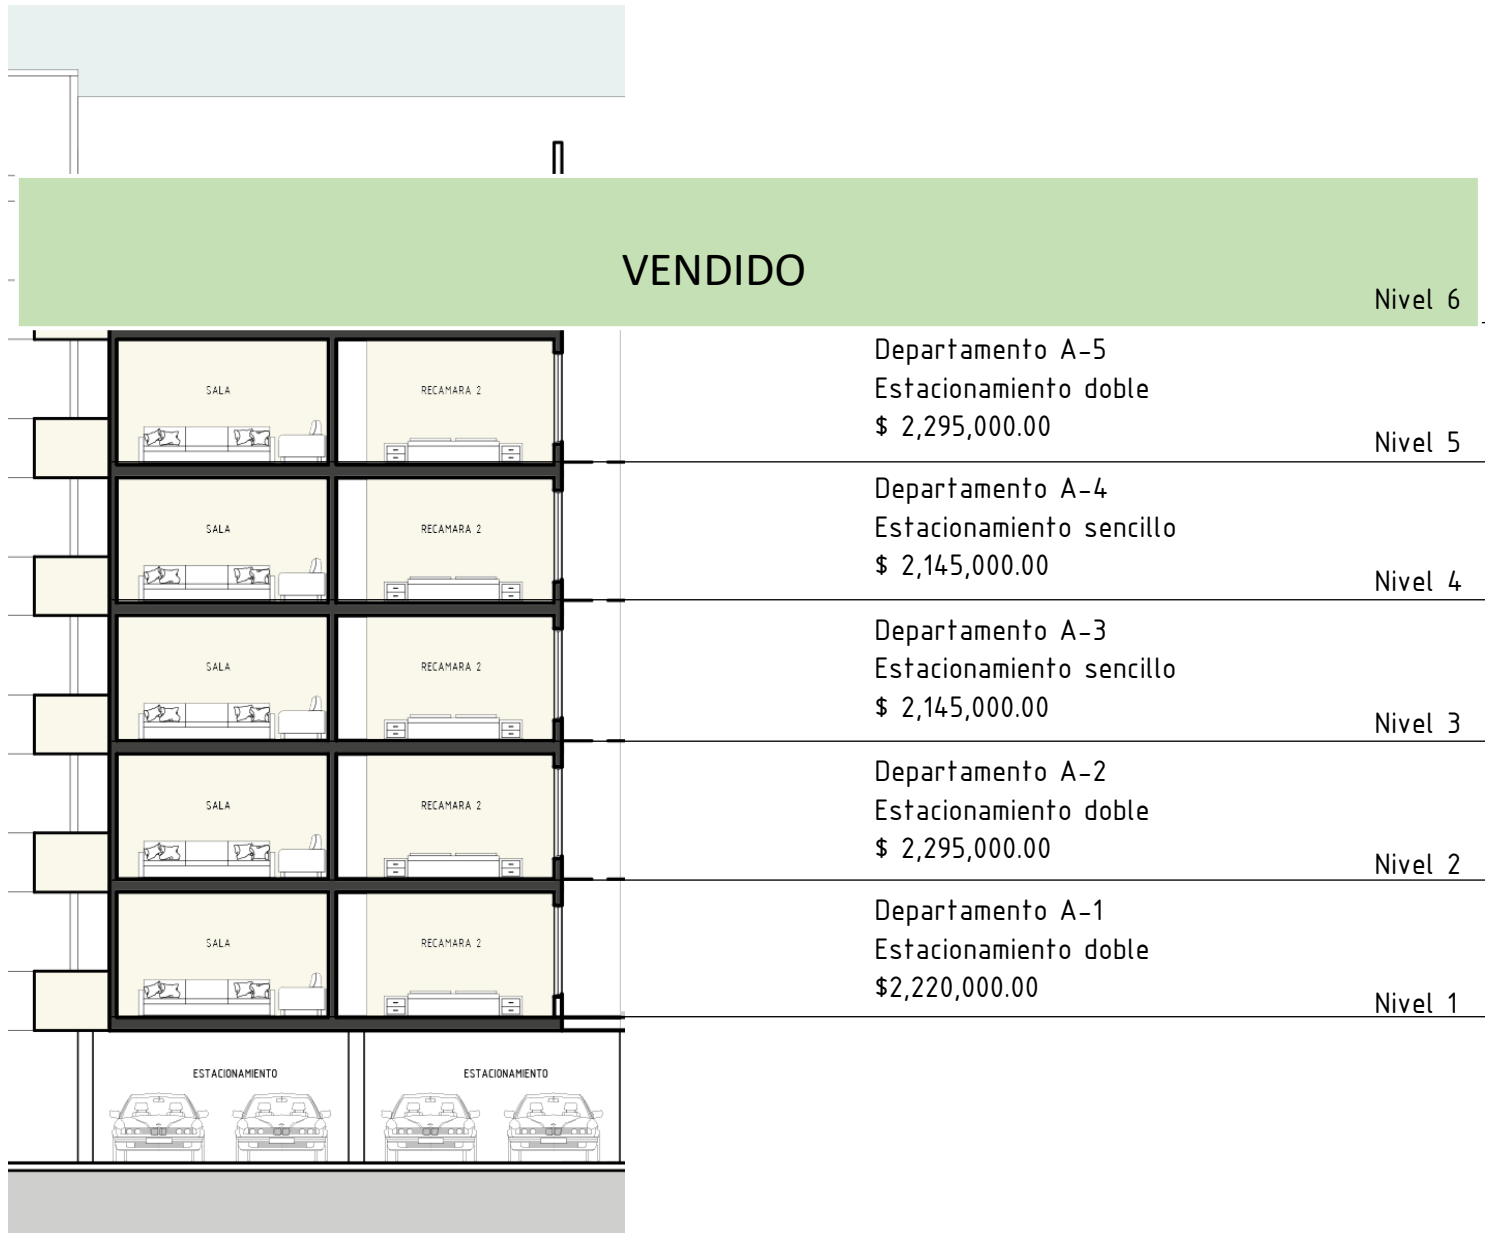 VENDIDO
Nivel 6
Departamento A-5
Estacionamiento doble
$ 2,295,000.00
Nivel 5
SALA
RECAMARA 2
Departamento A-4
Estacionamiento sencillo
$ 2,145,000.00
Nivel 4
SALA
RECAMARA 2
Departamento A-3
Estacionamiento sencillo
$ 2,145,000.00
Nivel 3
SALA
RECAMARA 2
Departamento A-2
Estacionamiento doble
$ 2,295,000.00
Nivel 2
SALA
RECAMARA 2
Departamento A-1
Estacionamiento doble
$2,220,000.00
Nivel 1
SALA
RECAMARA 2
ESTACIONAMIENTO
ESTACIONAMIENTO